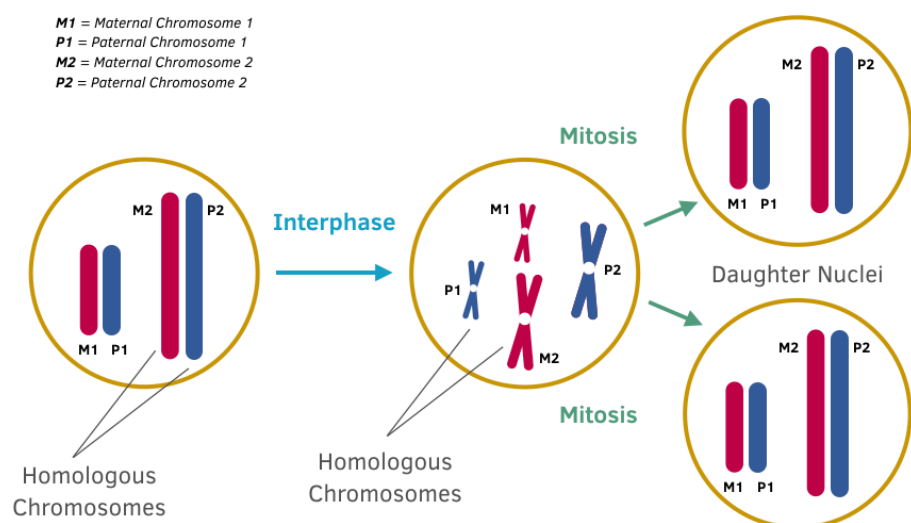 M1 = Maternal Chromosome 1
P1 = Paternal Chromosome 1
M2 = Maternal Chromosome 2
P2 = Paternal Chromosome 2
M2
P2
M1
P1
Homologous
Chromosomes
Interphase
M1
P1
P2
M2
Homologous
Chromosomes
Mitosis
Mitosis
M2
P2
M1
P1
Daughter Nuclei
M2
P2
M1
P1